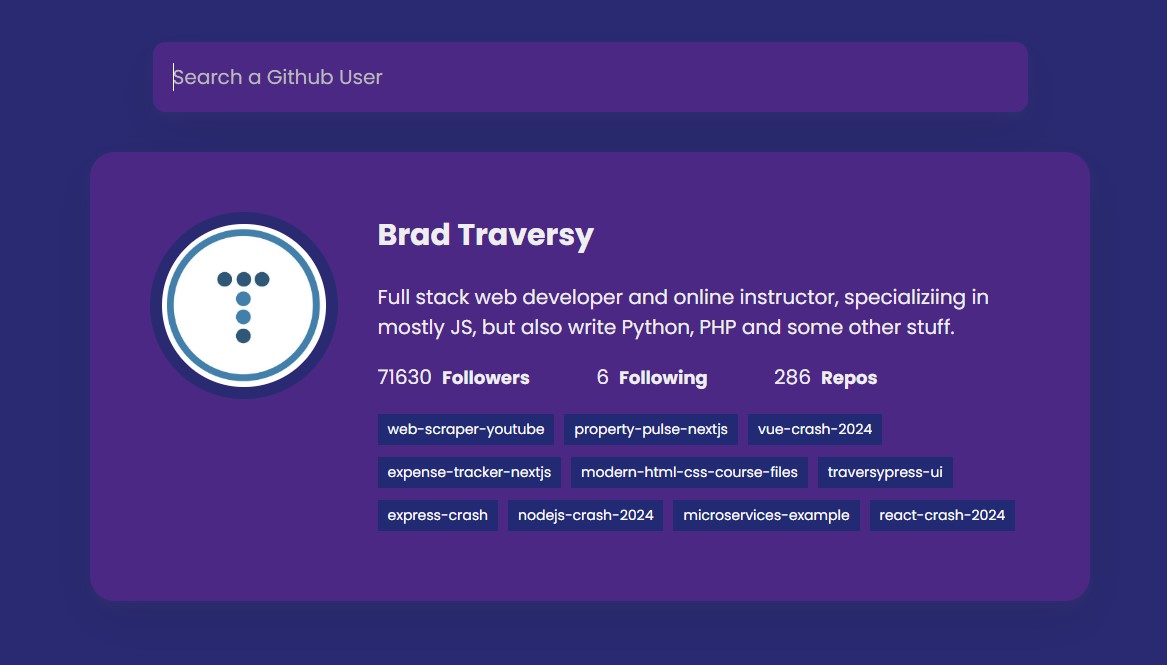 Search a Github User
Brad Traversy
Full stack web developer and online instructor, specializiing in
mostly JS, but also write Python, PHP and some other stuff.
71630 Followers 6 Following 286 Repos
web-scraper-youtube property-pulse-nextjs vue-crash-2024
expense-tracker-nextjs modern-html-css-course-files traversypress-ui
express-crash nodejs-crash-2024 microservices-example react-crash-2024